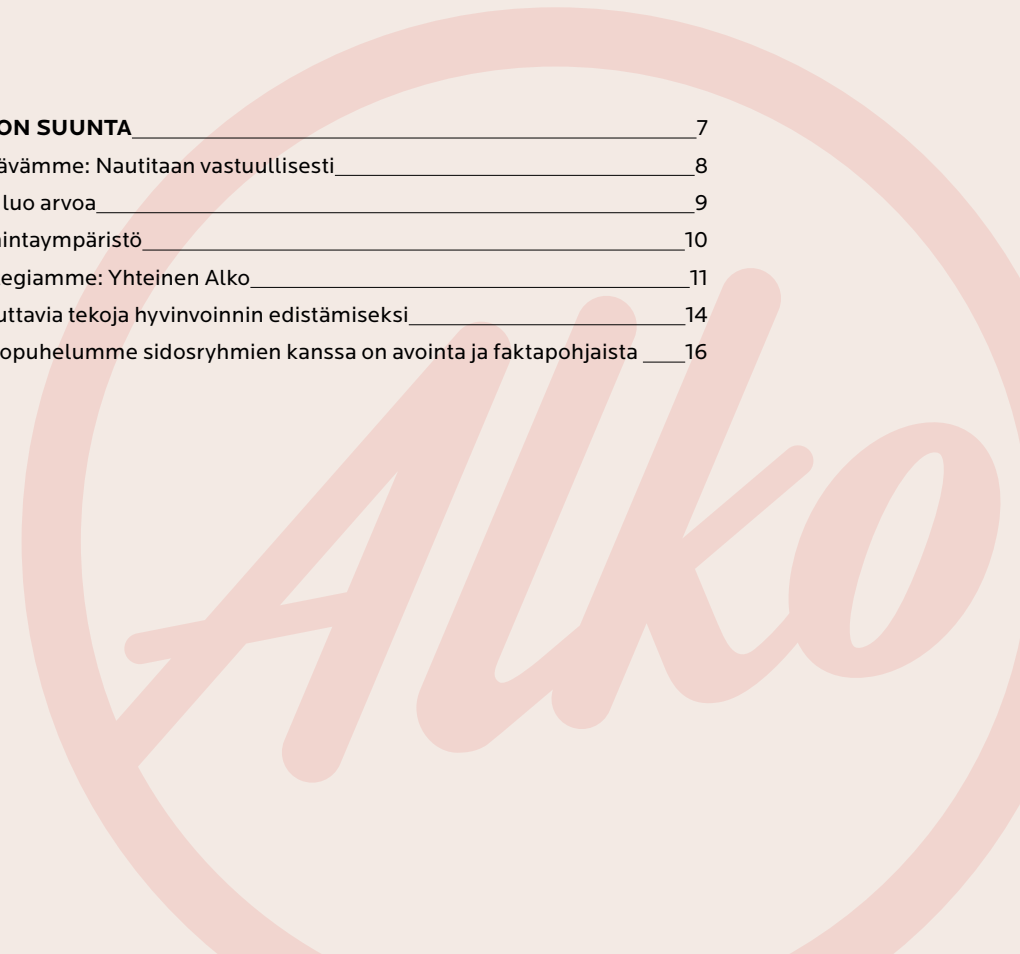 ON SUUNTA 7
ävämme: Nautitaan vastuullisesti 8
luo arvoa 9
intaympäristö 10
egiamme: Yhteinen Alko 11
uttavia tekoja hyvinvoinnin edistämiseksi 14
opuhelumme sidosryhmien kanssa on avointa ja faktapohjaista 16
Alko